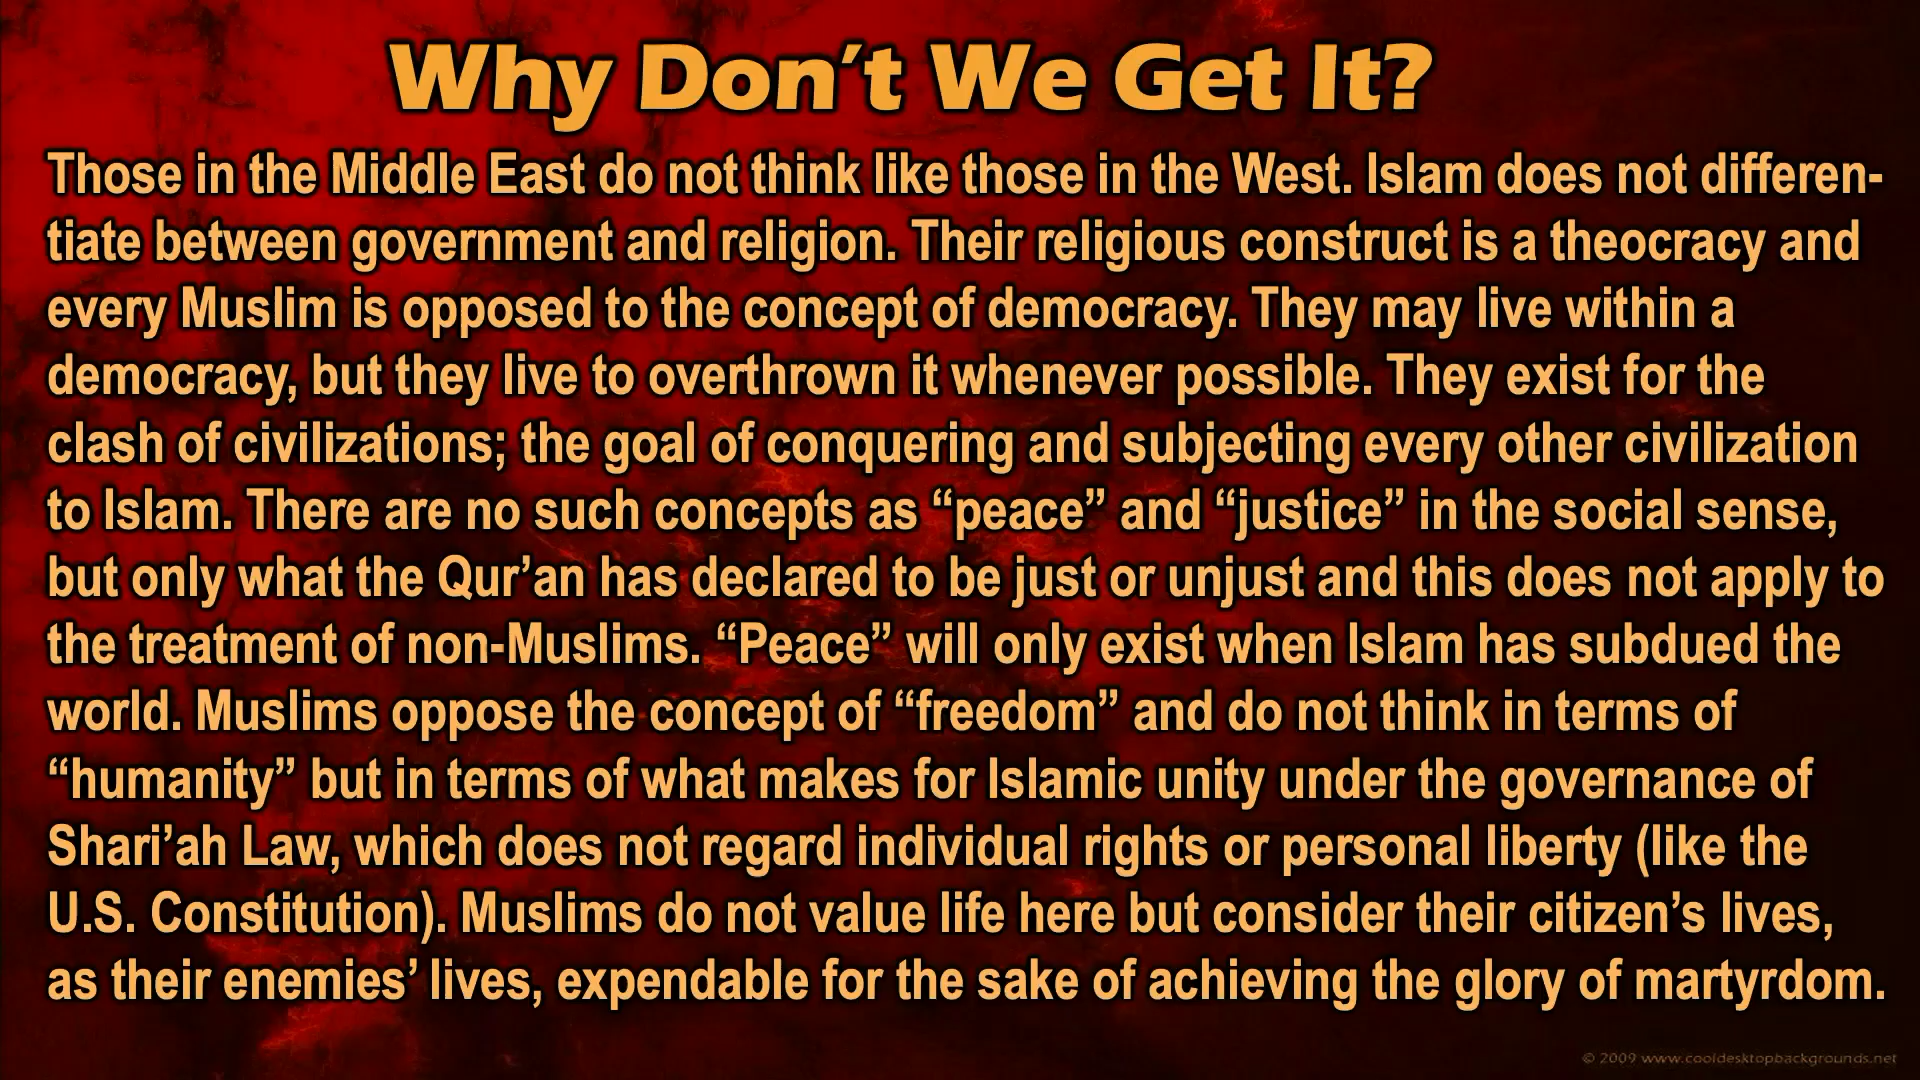 Why Don't We Get It?
Those in the Middle East do not think like those in the West. Islam does not differen-
tiate between government and religion. Their religious construct is a theocracy and
every Muslim is opposed to the concept of democracy. They may live within a
democracy, but they live to overthrown it whenever possible. They exist for the
clash of civilizations; the goal of conquering and subjecting every other civilization
to Islam. There are no such concepts as “peace” and “justice” in the social sense,
but only what the Qur’an has declared to be just or unjust and this does not apply to
the treatment of non-Muslims. “Peace” will only exist when Islam has subdued the
world. Muslims oppose the concept of “freedom” and do not think in terms of
“humanity” but in terms of what makes for Islamic unity under the governance of
Shari’ah Law, which does not regard individual rights or personal liberty (like the
U.S. Constitution). Muslims do not value life here but consider their citizen’s lives,
as their enemies’ lives, expendable for the sake of achieving the glory of martyrdom.
© 2009 www.cooldesktopbackgrounds.net